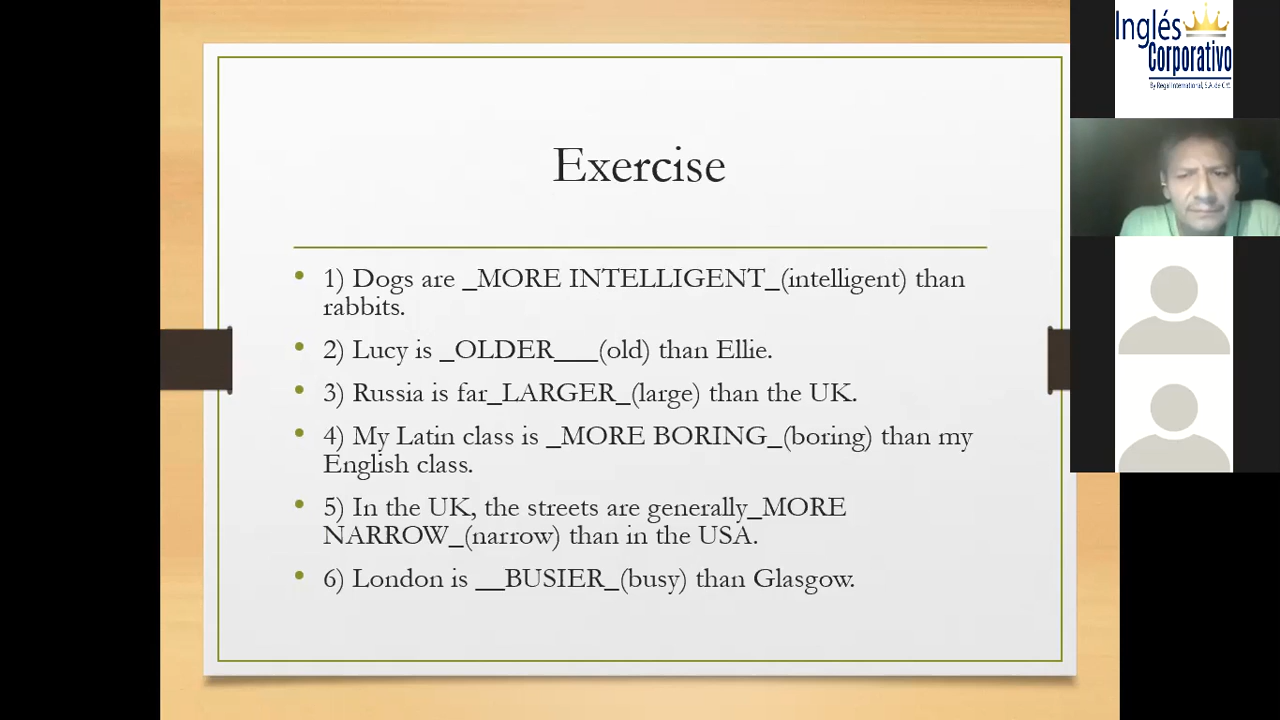 Inglés
Corporativo
By Regal International, S.A. de C.V.
Exercise
1) Dogs are _MORE INTELLIGENT_(intelligent) than
rabbits.
2) Lucy is _OLDER___(old) than Ellie.
3) Russia is far_LARGER_(large) than the UK.
4) My Latin class is _MORE BORING_(boring) than my
English class.
5) In the UK, the streets are generally_MORE
NARROW_(narrow) than in the USA.
6) London is __BUSIER_(busy) than Glasgow.